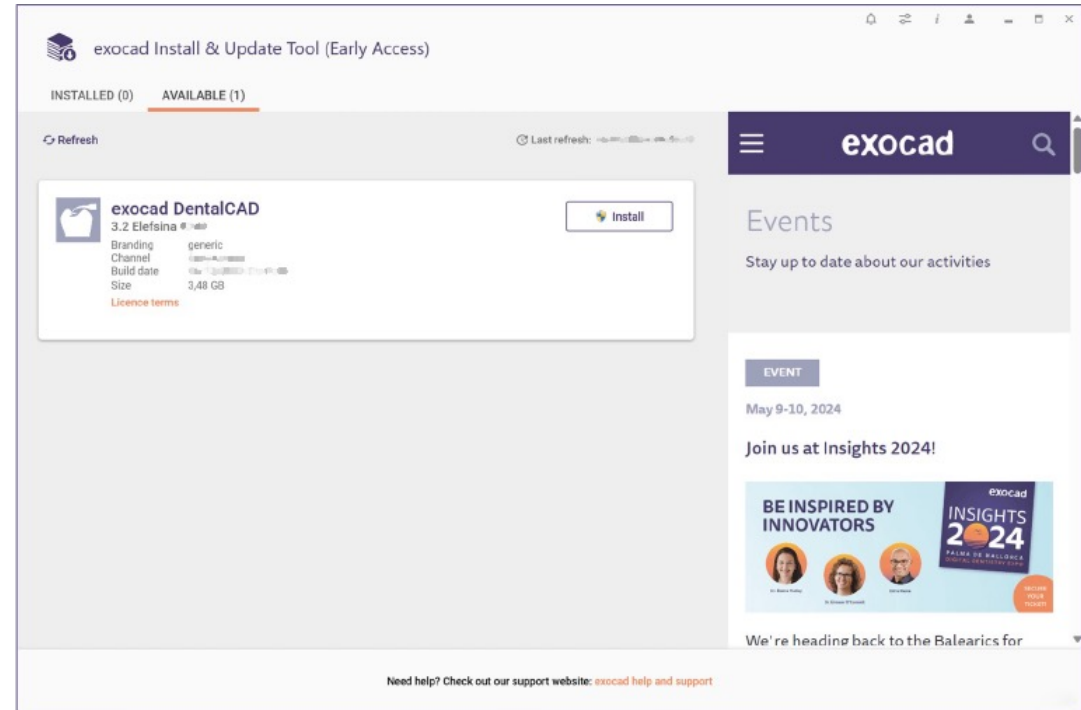 exocad Install & Update Tool (Early Access)
INSTALLED (0) AVAILABLE (1)
Refresh
Last refresh:
exocad DentalCAD
3.2 Elefsina
Install
Branding generic
Channel
Build date
Size 3,48 GB
Licence terms
exocad
Events
Stay up to date about our activities
EVENT
May 9-10, 2024
Join us at Insights 2024!
BE INSPIRED BY
INNOVATORS
exocad
INSIGHTS
2024
PALMA DE MALLORCA
SECURE
YOUR
TICKET!
We're heading back to the Balearics for
Need help? Check out our support website: exocad help and support